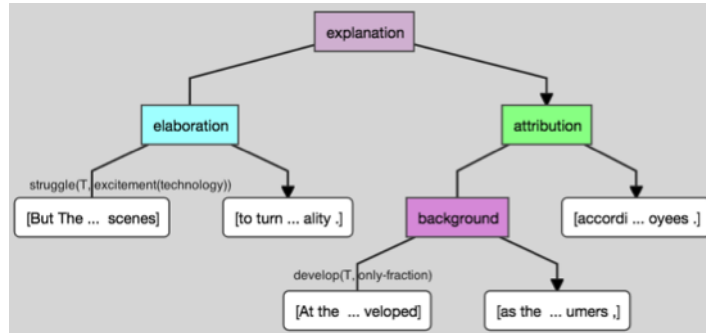 explanation
elaboration
attribution
struggle(T, excitement(technology))
[But The ... scenes]
[to turn ... ality .]
background
[accordi ... oyees .]
develop(T, only-fraction)
[At the ... veloped]
[as the ... umers ,]